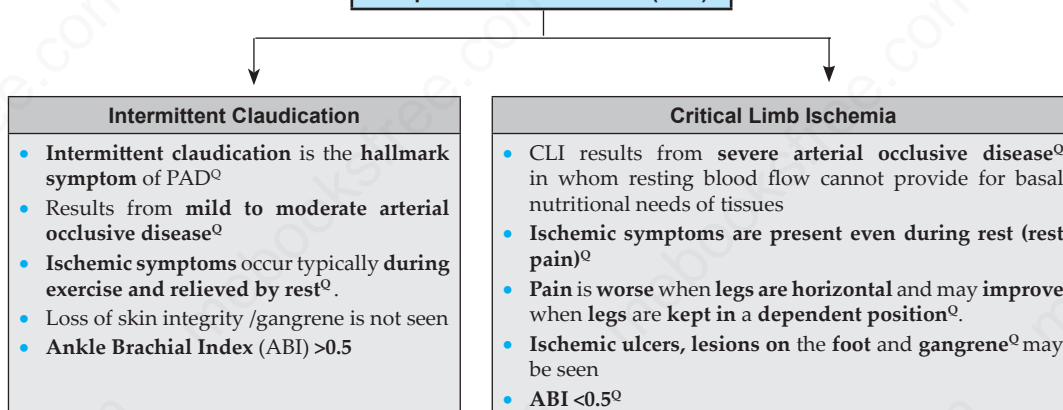 Intermittent Claudication
• Intermittent claudication is the hallmark
symptom of PADQ
• Results from mild to moderate arterial
occlusive diseaseQ
• Ischemic symptoms occur typically during
exercise and relieved by restQ.
• Loss of skin integrity /gangrene is not seen
• Ankle Brachial Index (ABI) >0.5
Critical Limb Ischemia
• CLI results from severe arterial occlusive diseaseQ
in whom resting blood flow cannot provide for basal
nutritional needs of tissues
• Ischemic symptoms are present even during rest (rest
pain)Q
• Pain is worse when legs are horizontal and may improve
when legs are kept in a dependent positionQ.
• Ischemic ulcers, lesions on the foot and gangreneQ may
be seen
• ABI <0.5Q